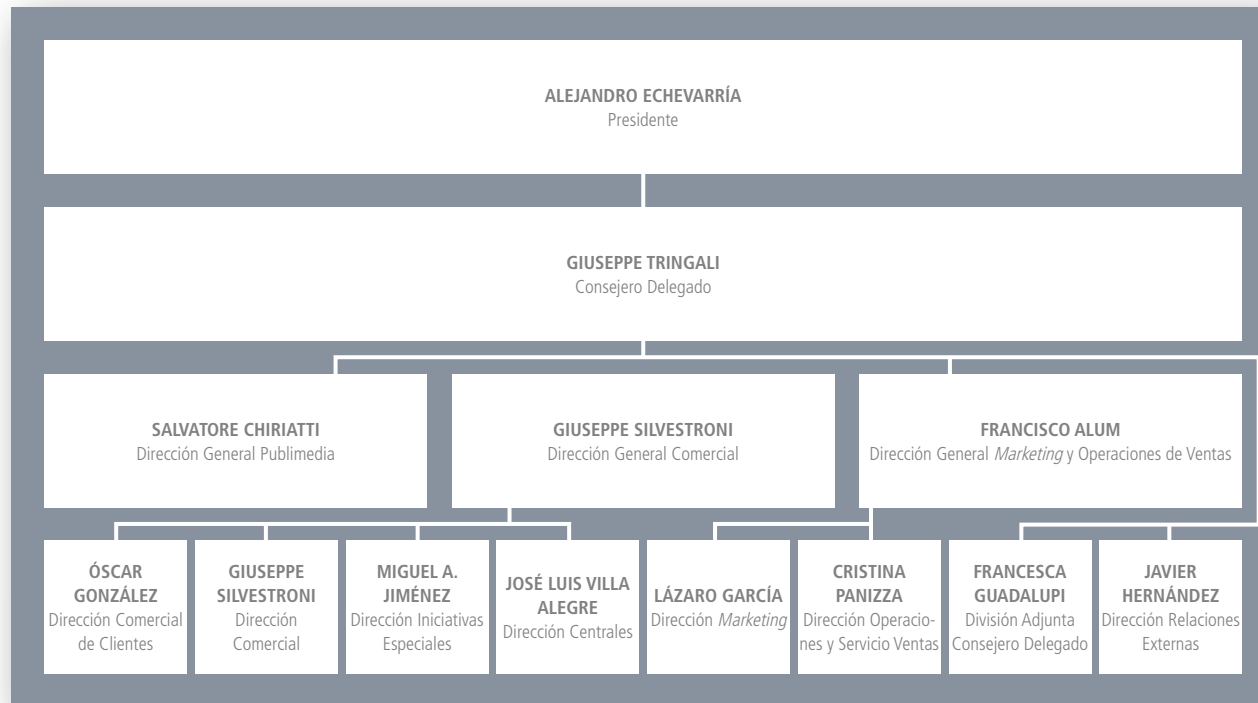 ALEJANDRO ECHEVARRÍA
Presidente
GIUSEPPE TRINGALI
Consejero Delegado
SALVATORE CHIRIATTI
Dirección General Publimedia
GIUSEPPE SILVESTRONI
Dirección General Comercial
FRANCISCO ALUM
Dirección General Marketing y Operaciones de Ventas
ÓSCAR
GONZÁLEZ
Dirección Comercial
de Clientes
GIUSEPPE
SILVESTRONI
Dirección
Comercial
MIGUEL A.
JIMÉNEZ
Dirección Iniciativas
Especiales
JOSÉ LUIS VILLA
ALEGRE
Dirección Centrales
LÁZARO GARCÍA
Dirección Marketing
CRISTINA
PANIZZA
Dirección Operacio-
nes y Servicio Ventas
FRANCESCA
GUADALUPI
División Adjunta
Consejero Delegado
JAVIER
HERNÁNDEZ
Dirección Relaciones
Externas